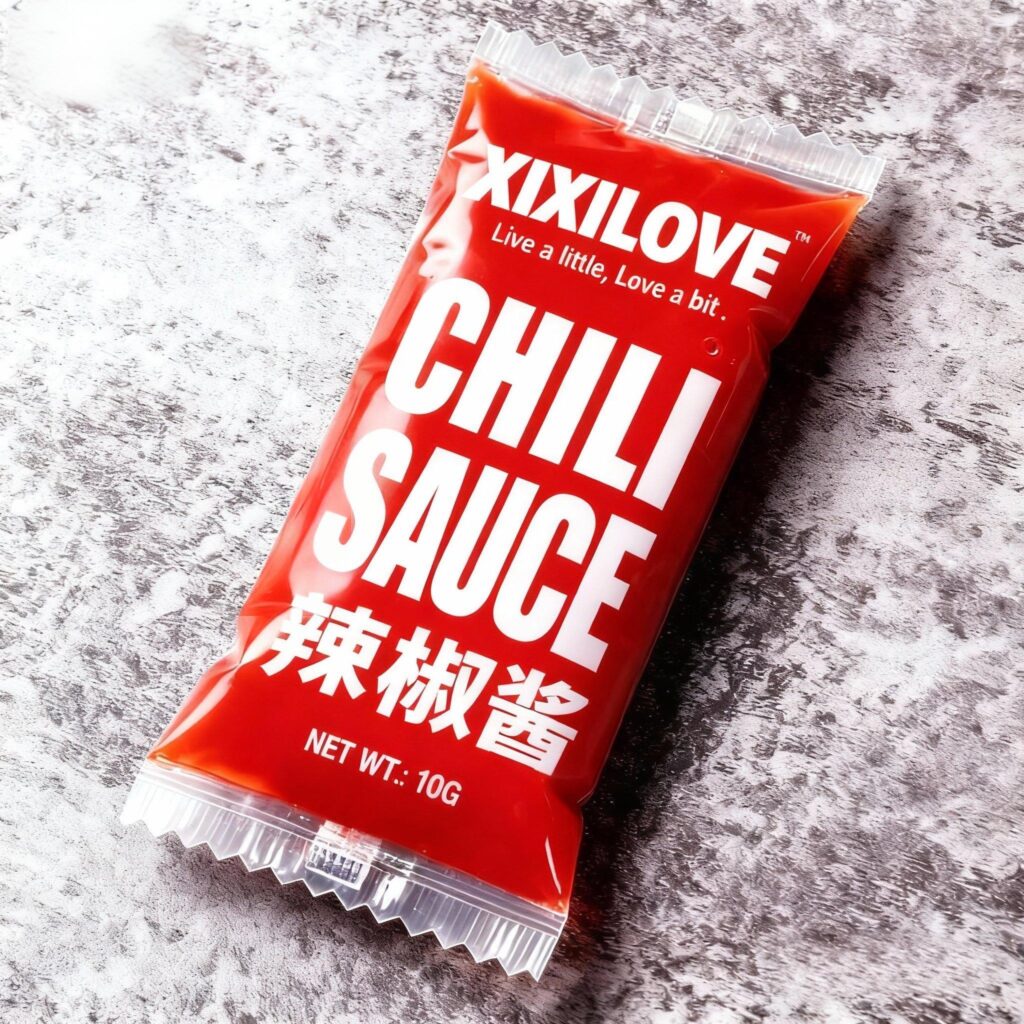 XIXILOVE™
Live a little, Love a bit.
CHILI
SAUCE
辣椒酱
NET WT.: 10G